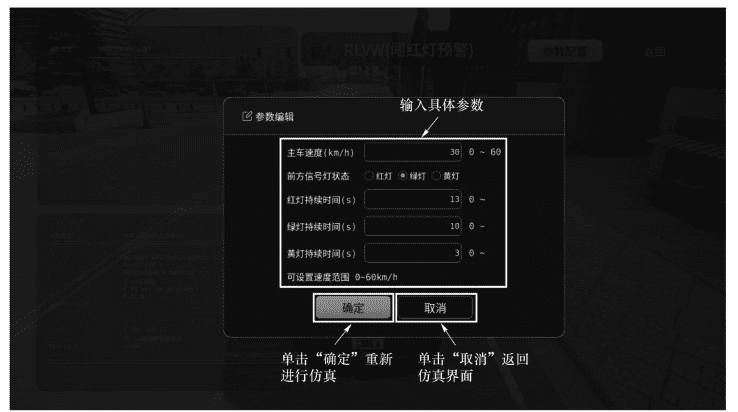 RLVW(闯红灯预警)
参数配置
返回
输入具体参数
参数编辑
主车速度(km/h) 30 0 ~ 60
前方信号灯状态 红灯 绿灯 黄灯
红灯持续时间(s) 13 0 ~
绿灯持续时间(s) 10 0 ~
黄灯持续时间(s) 3 0 ~
可设置速度范围 0~60km/h
确定 取消
单击“确定”重新
进行仿真
单击“取消”返回
仿真界面